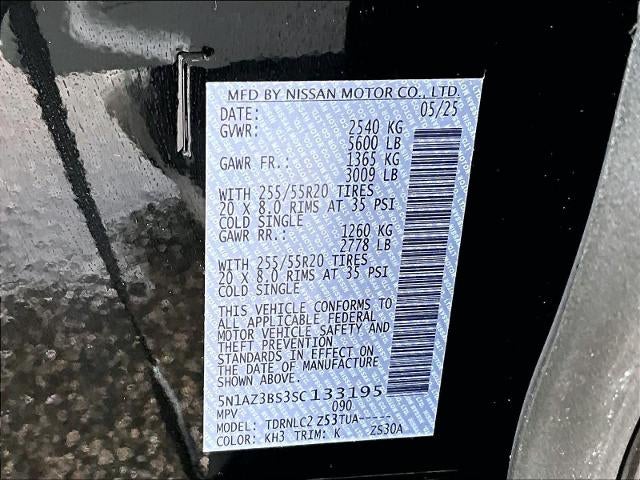 MFD BY NISSAN MOTOR CO., LTD.
DATE: 05/25
GVWR: 2540 KG
5600 LB
GAWR FR.: 1365 KG
3009 LB
WITH 255/55R20 TIRES
20 X 8.0 RIMS AT 35 PSI
COLD SINGLE
GAWR RR.: 1260 KG
2778 LB
WITH 255/55R20 TIRES
20 X 8.0 RIMS AT 35 PSI
COLD SINGLE
THIS VEHICLE CONFORMS TO
ALL APPLICABLE FEDERAL
MOTOR VEHICLE SAFETY AND
THEFT PREVENTION
STANDARDS IN EFFECT ON
THE DATE OF MANUFACTURE
SHOWN ABOVE.
5N1AZ3BS3SC133195
MPV 090
MODEL: TDRNLC2 Z53TUA-----
COLOR: KH3 TRIM: K ZS30A